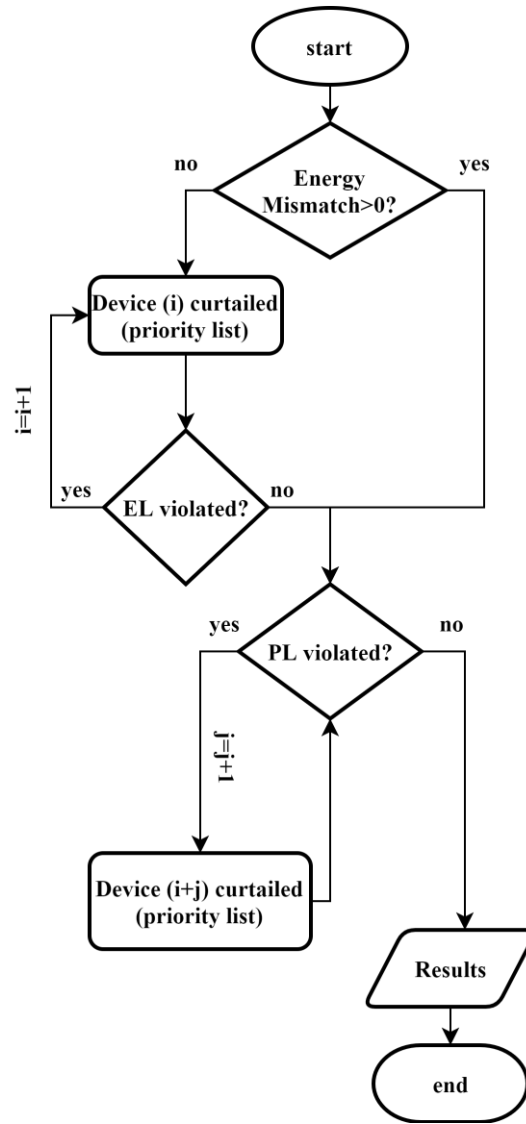 start
no
yes
Energy
Mismatch>0?
Device (i) curtailed
(priority list)
i=i+1
yes
EL violated?
no
yes
PL violated?
no
j=j+1
Device (i+j) curtailed
(priority list)
Results
end